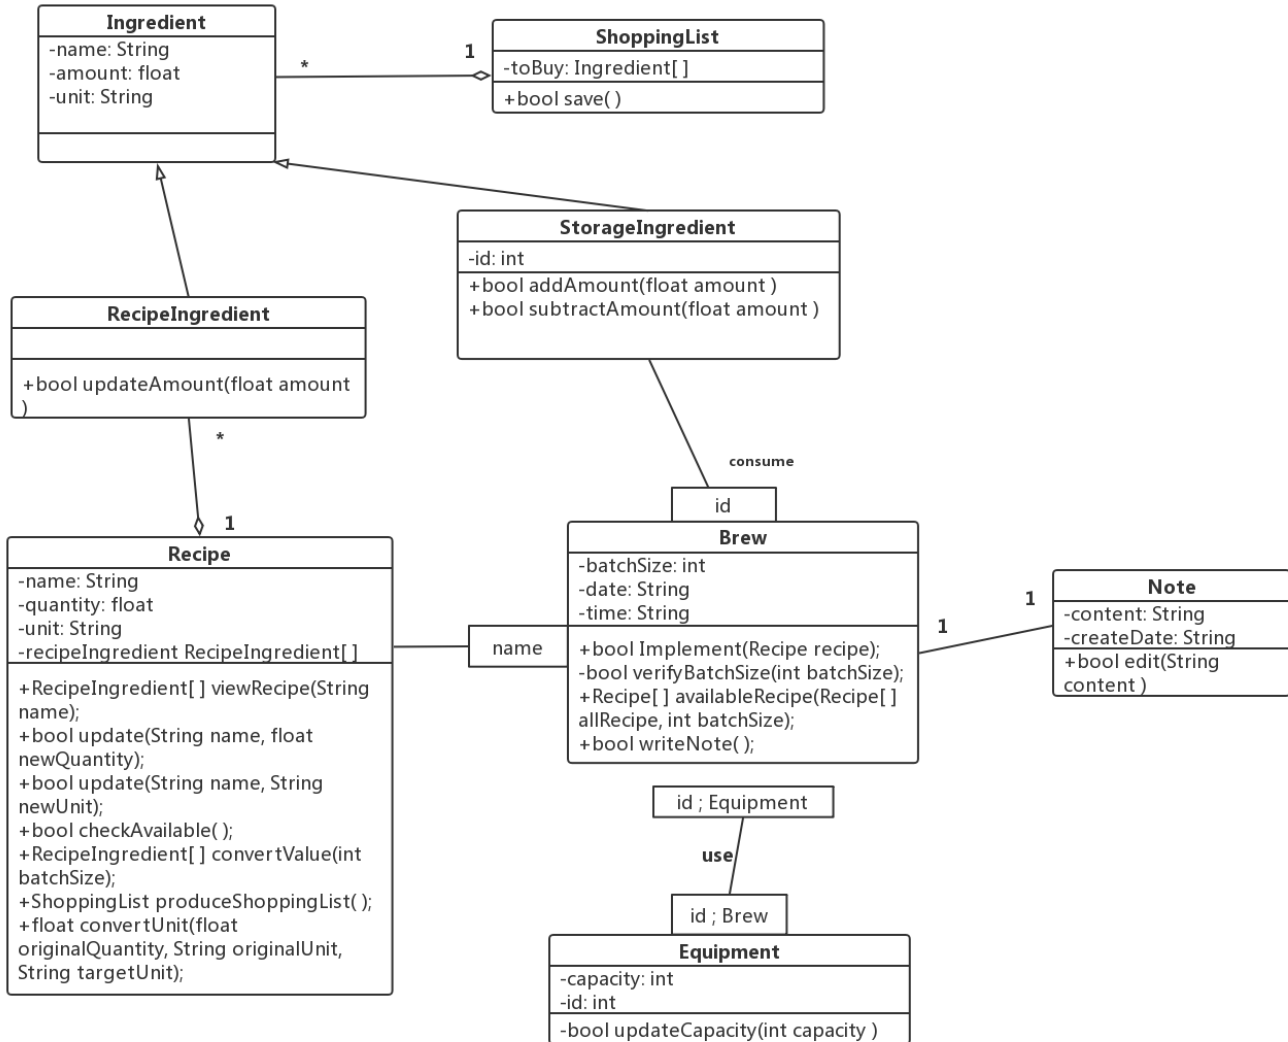 Ingredient
-name: String
-amount: float
-unit: String
*
1
ShoppingList
-toBuy: Ingredient[ ]
+bool save( )
StorageIngredient
-id: int
+bool addAmount(float amount )
+bool subtractAmount(float amount )
RecipeIngredient
+bool updateAmount(float amount
)
*
1
consume
id
Recipe
-name: String
-quantity: float
-unit: String
-recipeIngredient RecipeIngredient[ ]
+RecipeIngredient[ ] viewRecipe(String
name);
+bool update(String name, float
newQuantity);
+bool update(String name, String
newUnit);
+bool checkAvailable( );
+RecipeIngredient[ ] convertValue(int
batchSize);
+ShoppingList produceShoppingList( );
+float convertUnit(float
originalQuantity, String originalUnit,
String targetUnit);
name
Brew
-batchSize: int
-date: String
-time: String
+bool Implement(Recipe recipe);
-bool verifyBatchSize(int batchSize);
+Recipe[ ] availableRecipe(Recipe[ ]
allRecipe, int batchSize);
+bool writeNote( );
1
1
Note
-content: String
-createDate: String
+bool edit(String
content )
id ; Equipment
use
id ; Brew
Equipment
-capacity: int
-id: int
-bool updateCapacity(int capacity )